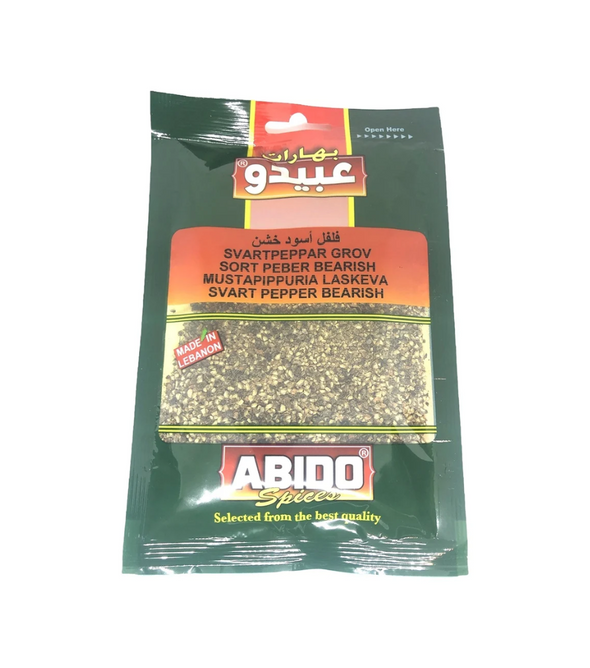 Open Here
بهارات
عبيدو®
فلفل أسود خشن
SVARTPEPPAR GROV
SORT PEBER BEARISH
MUSTAPIPPURIA LASKEVA
SVART PEPPER BEARISH
MADE IN
LEBANON
ABIDO®
Spices
Selected from the best quality